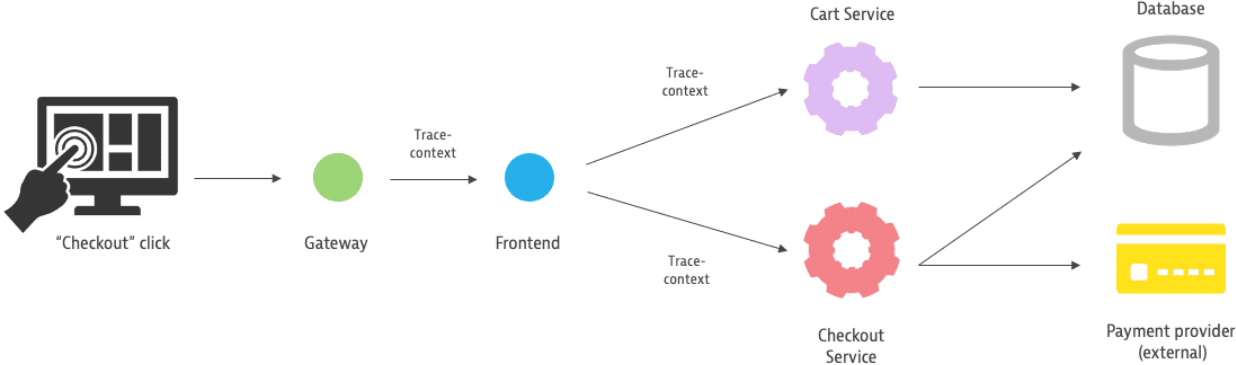 Cart Service
Database
Trace-
context
Trace-
context
"Checkout" click
Gateway
Frontend
Trace-
context
Checkout
Service
Payment provider
(external)